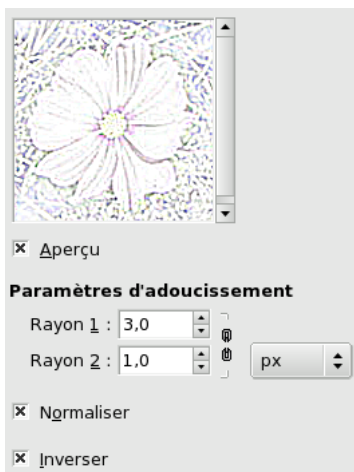 Aperçu
Paramètres d'adoucissement
Rayon 1 : 3,0
Rayon 2 : 1,0
px
Normaliser
Inverser